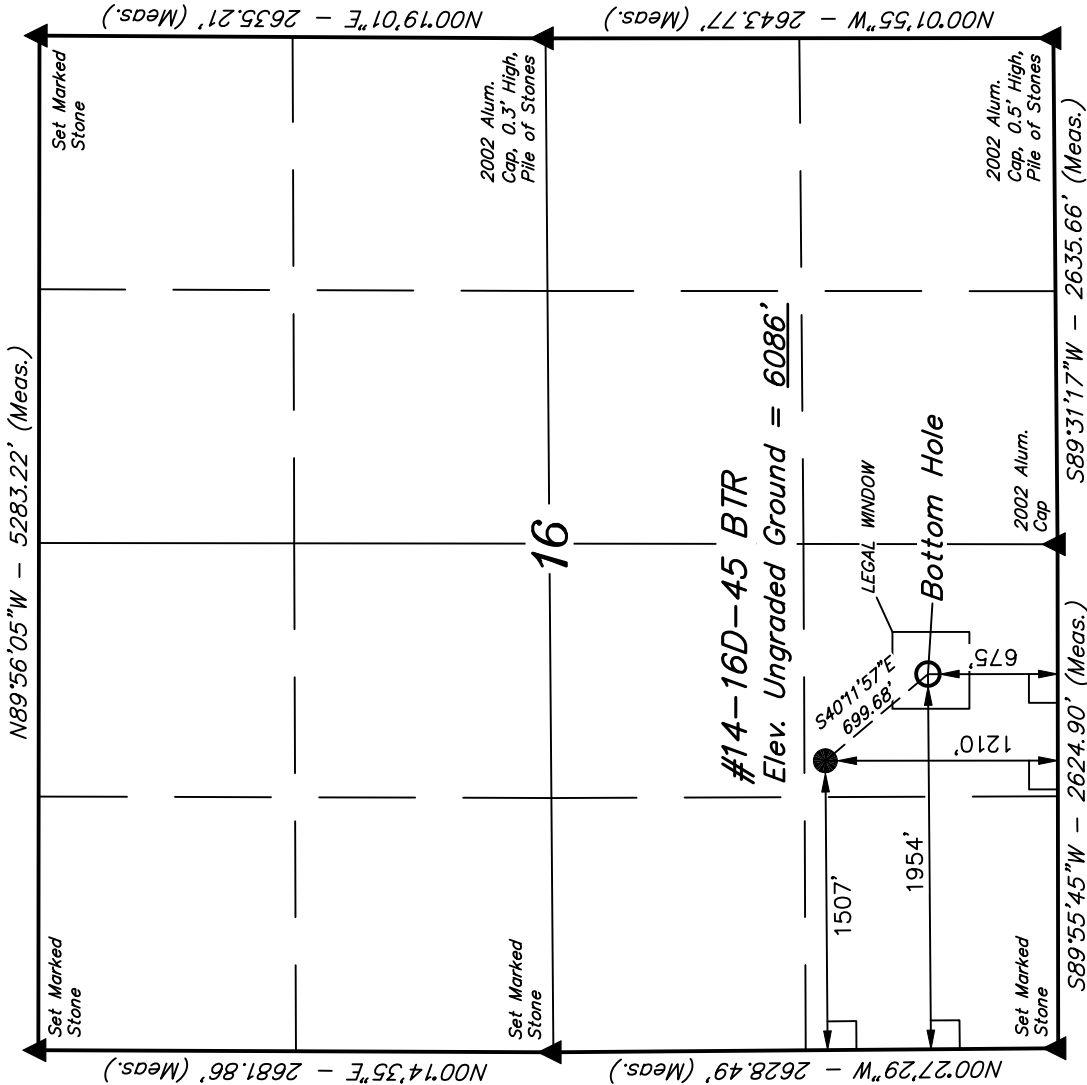 N89°56'05"W - 5283.22' (Meas.)
N00°14'35"E - 2681.86' (Meas.)
N00°19'01"E - 2635.21' (Meas.)
Set Marked
Stone
Set Marked
Stone
Set Marked
Stone
2002 Alum.
Cap, 0.3' High,
Pile of Stones
16
#14-16D-45 BTR
Elev. Ungraded Ground = 6086'
N00°27'29"W - 2628.49' (Meas.)
N00°01'55"W - 2643.77' (Meas.)
LEGAL WINDOW
Bottom Hole
S40°11'57"E
699.68'
1507'
1954'
1210'
675'
Set Marked
Stone
2002 Alum.
Cap
2002 Alum.
Cap, 0.5' High,
Pile of Stones
S89°55'45"W - 2624.90' (Meas.)
S89°31'17"W - 2635.66' (Meas.)